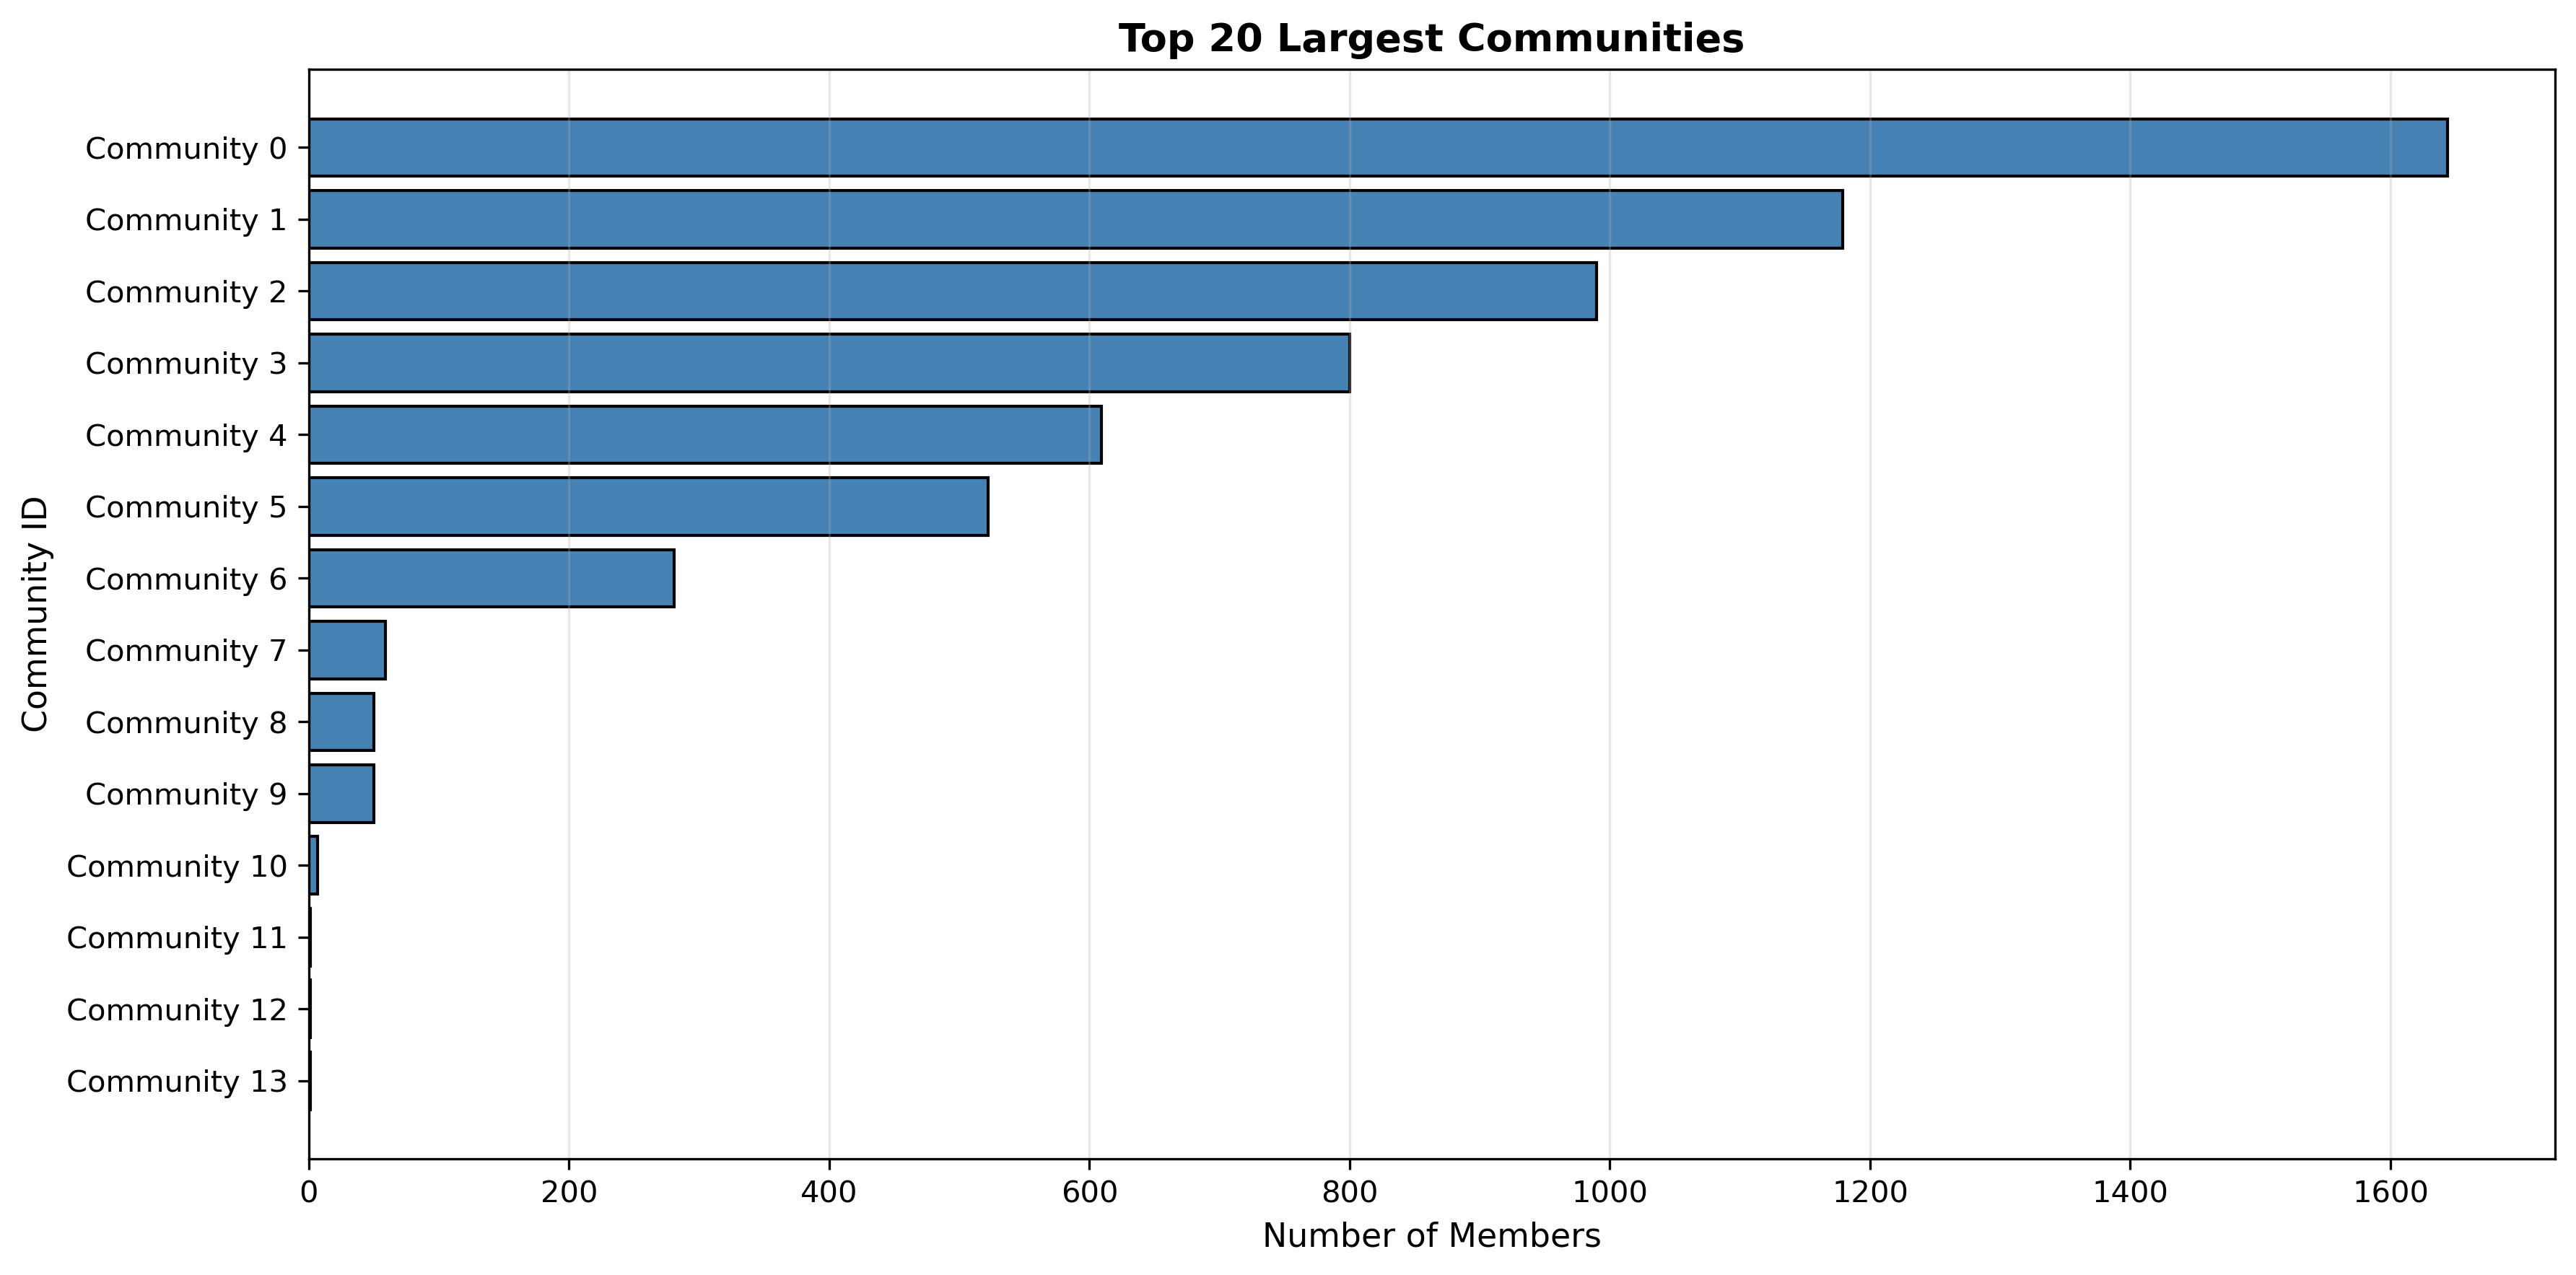 Top 20 Largest Communities
Community ID
Community 0
Community 1
Community 2
Community 3
Community 4
Community 5
Community 6
Community 7
Community 8
Community 9
Community 10
Community 11
Community 12
Community 13
0 200 400 600 800 1000 1200 1400 1600
Number of Members